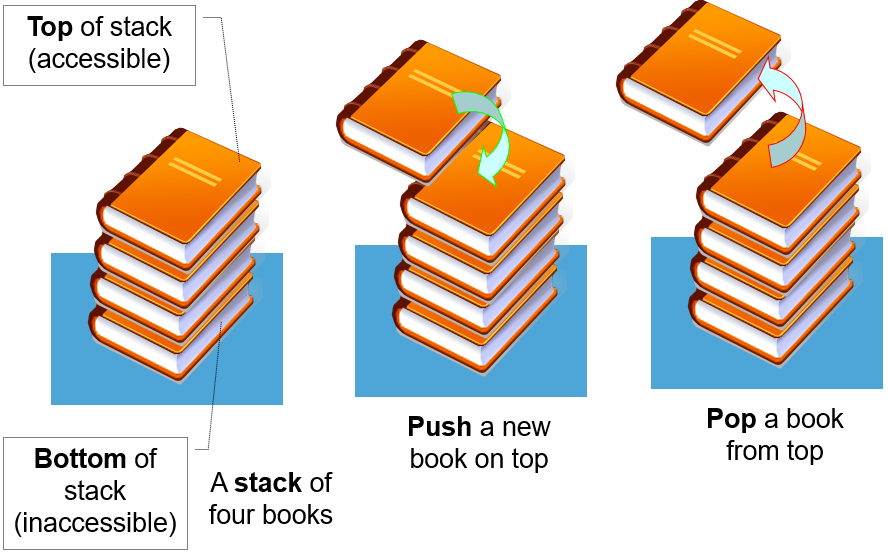 Top of stack
(accessible)
Bottom of
stack
(inaccessible)
A stack of
four books
Push a new
book on top
Pop a book
from top